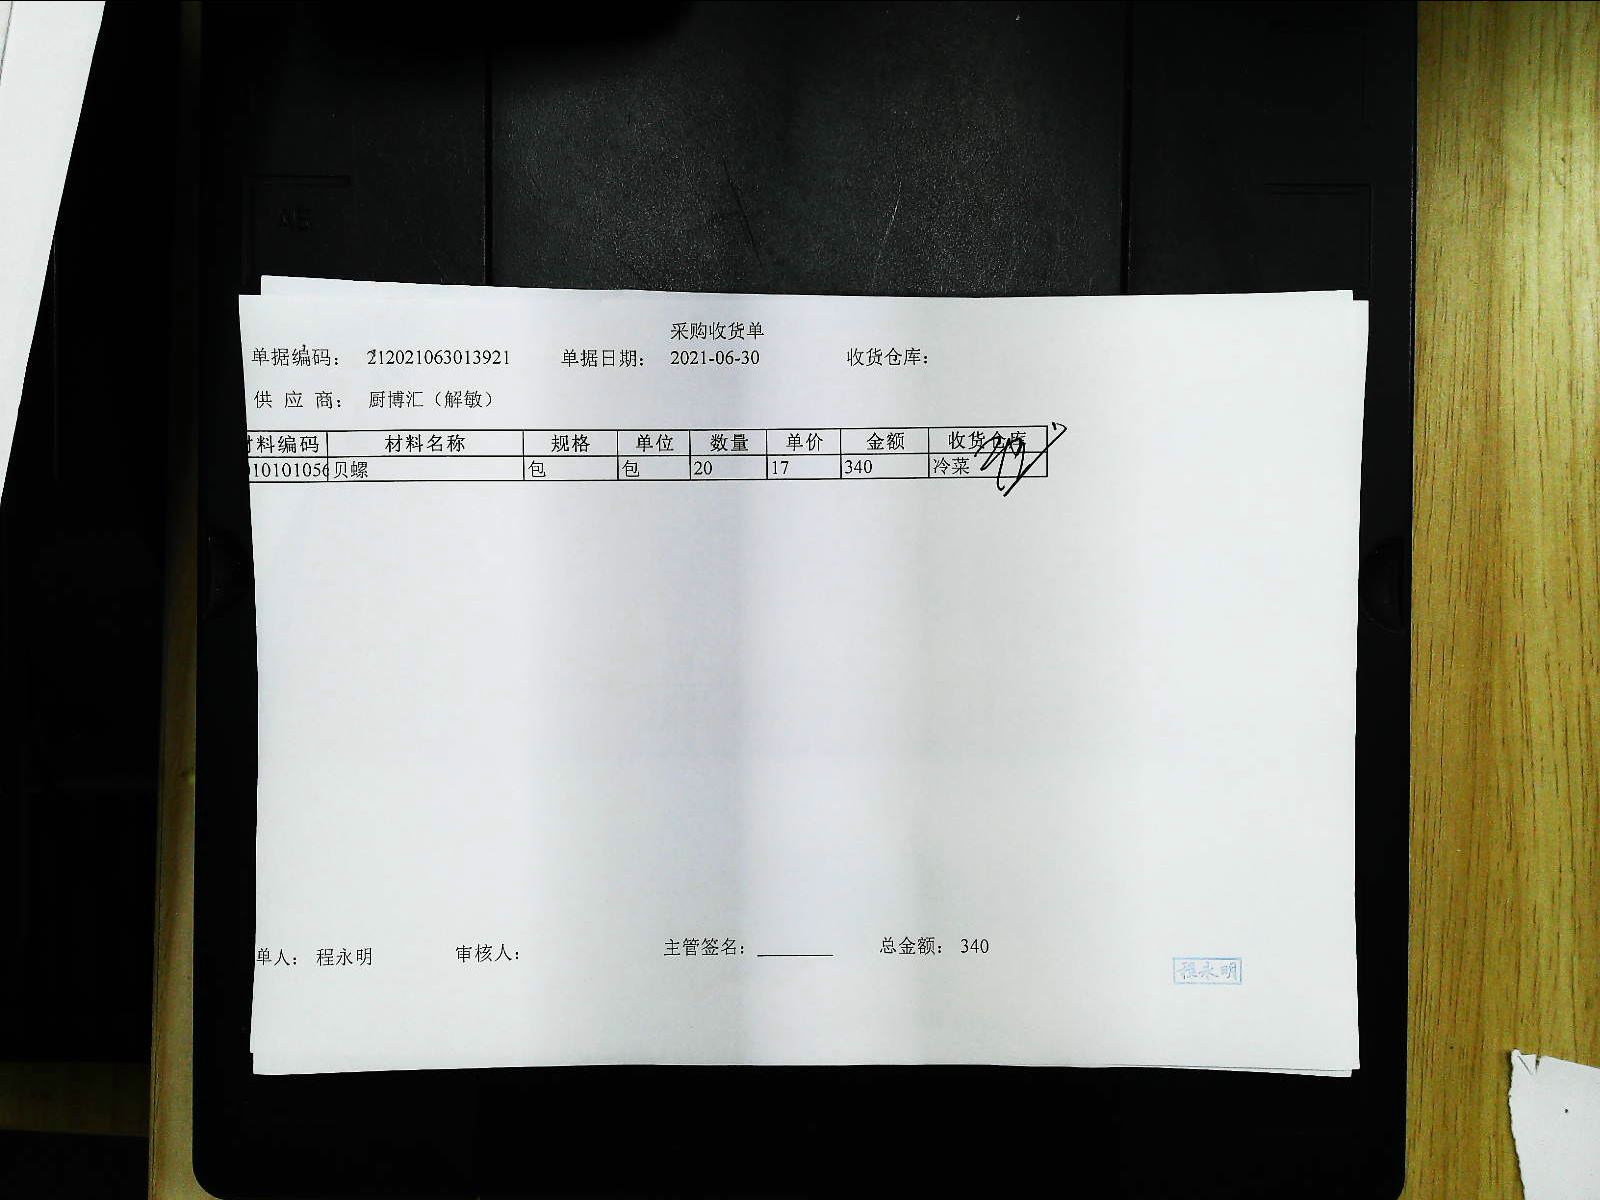 采购收货单
单据编码： 212021063013921 单据日期： 2021-06-30 收货仓库：
供 应 商： 厨博汇（解敏）
材料编码 材料名称 规格 单位 数量 单价 金额 收货仓库
10101056 贝螺 包 包 20 17 340 冷菜
单人： 程永明 审核人： 主管签名： 总金额： 340
程永明